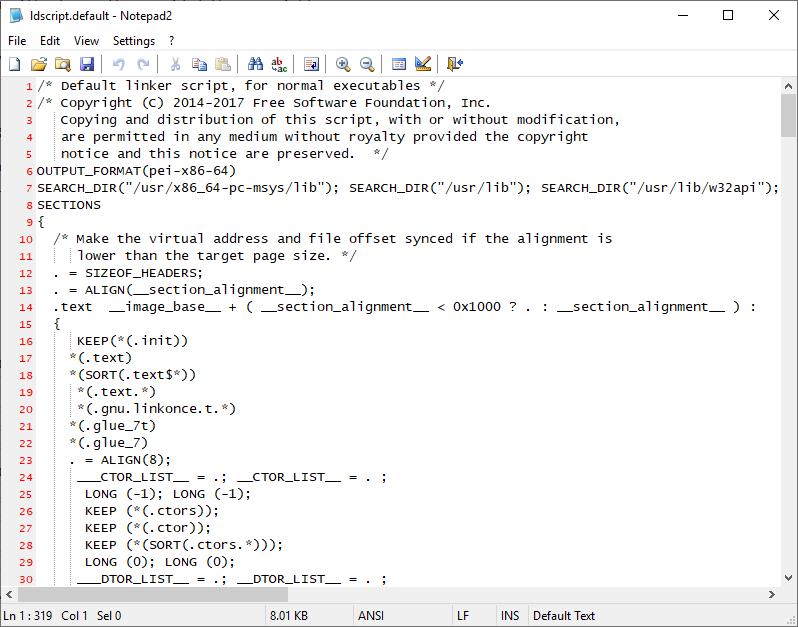 ldscript.default - Notepad2
File Edit View Settings ?
1 /* Default linker script, for normal executables */
2 /* Copyright (C) 2014-2017 Free Software Foundation, Inc.
3    Copying and distribution of this script, with or without modification,
4    are permitted in any medium without royalty provided the copyright
5    notice and this notice are preserved.  */
6 OUTPUT_FORMAT(pei-x86-64)
7 SEARCH_DIR("/usr/x86_64-pc-msys/lib"); SEARCH_DIR("/usr/lib"); SEARCH_DIR("/usr/lib/w32api");
8 SECTIONS
9 {
10   /* Make the virtual address and file offset synced if the alignment is
11      lower than the target page size. */
12   . = SIZEOF_HEADERS;
13   . = ALIGN(__section_alignment__);
14   .text  __image_base__ + ( __section_alignment__ < 0x1000 ? . : __section_alignment__ ) :
15   {
16      KEEP(*(.init))
17     *(.text)
18     *(SORT(.text$*))
19      *(.text.*)
20      *(.gnu.linkonce.t.*)
21     *(.glue_7t)
22     *(.glue_7)
23     . = ALIGN(8);
24      ___CTOR_LIST__ = .; __CTOR_LIST__ = . ;
25       LONG (-1); LONG (-1);
26       KEEP (*(.ctors));
27       KEEP (*(.ctor));
28       KEEP (*(SORT(.ctors.*)));
29       LONG (0); LONG (0);
30      ___DTOR_LIST__ = .; __DTOR_LIST__ = . ;
Ln 1 : 319 Col 1 Sel 0 8.01 KB ANSI LF INS Default Text